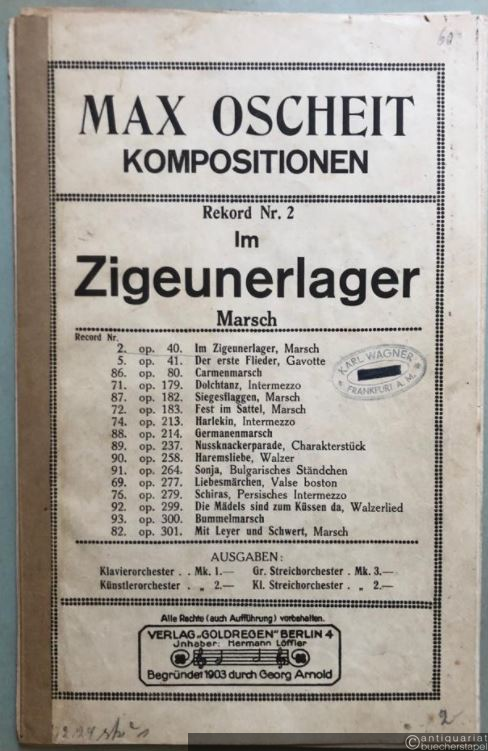 60
MAX OSCHEIT
KOMPOSITIONEN
Rekord Nr. 2
Im
Zigeunerlager
Marsch
Record Nr.
2. op. 40. Im Zigeunerlager, Marsch
5. op. 41. Der erste Flieder, Gavotte
86. op. 80. Carmenmarsch
71. op. 179. Dolchtanz, Intermezzo
87. op. 182. Siegesflaggen, Marsch
72. op. 183. Fest im Sattel, Marsch
74. op. 213. Harlekin, Intermezzo
88. op. 214. Germanenmarsch
89. op. 237. Nussknackerparade, Charakterstück
90. op. 258. Haremsliebe, Walzer
91. op. 264. Sonja, Bulgarisches Ständchen
69. op. 277. Liebesmärchen, Valse boston
76. op. 279. Schiras, Persisches Intermezzo
92. op. 299. Die Mädels sind zum Küssen da, Walzerlied
93. op. 300. Bummelmarsch
82. op. 301. Mit Leyer und Schwert, Marsch
KARL WAGNER
FRANKFURT A. M.
AUSGABEN:
Klavierorchester . . Mk. 1.— Gr. Streichorchester . Mk. 3.—
Künstlerorchester . „ 2.— Kl. Streichorchester . „ 2.—
Alle Rechte (auch Aufführung) vorbehalten.
VERLAG „GOLDREGEN" BERLIN 4
Inhaber: Hermann Löffler
Begründet 1903 durch Georg Arnold
2
©antiquariat
buecherstapel